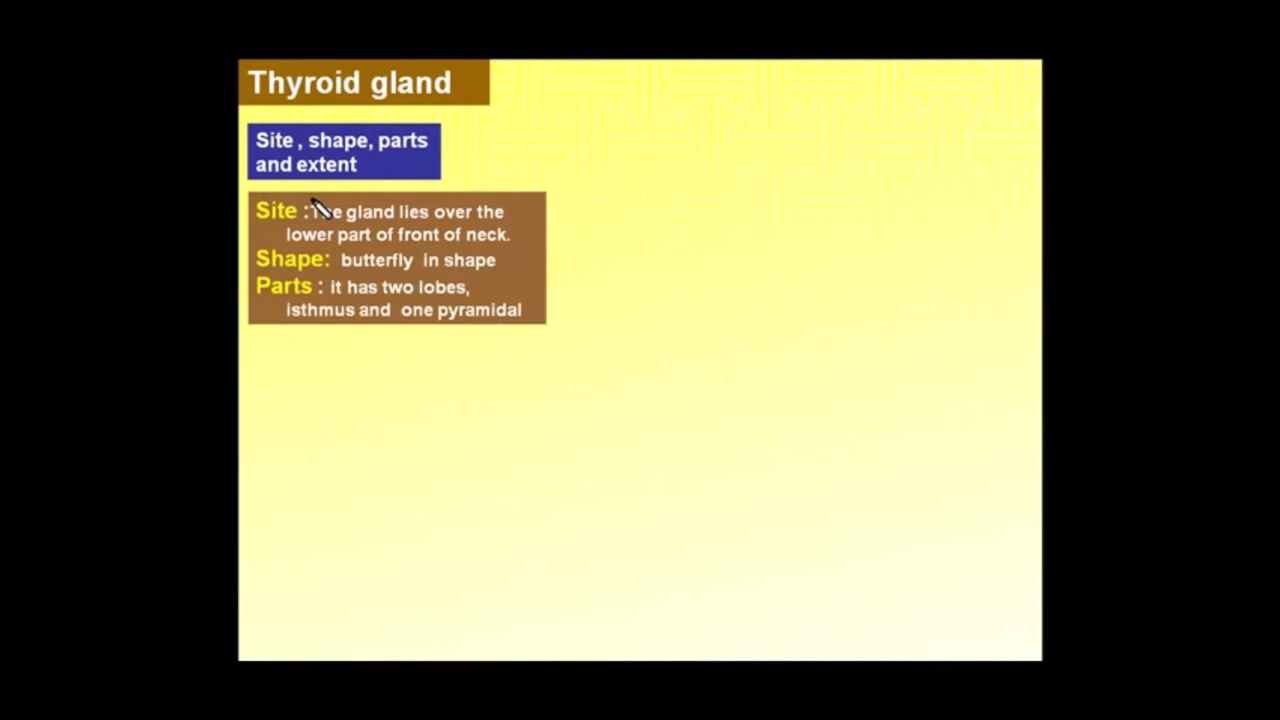 Thyroid gland
Site , shape, parts
and extent
Site :The gland lies over the
lower part of front of neck.
Shape: butterfly in shape
Parts : it has two lobes,
isthmus and one pyramidal